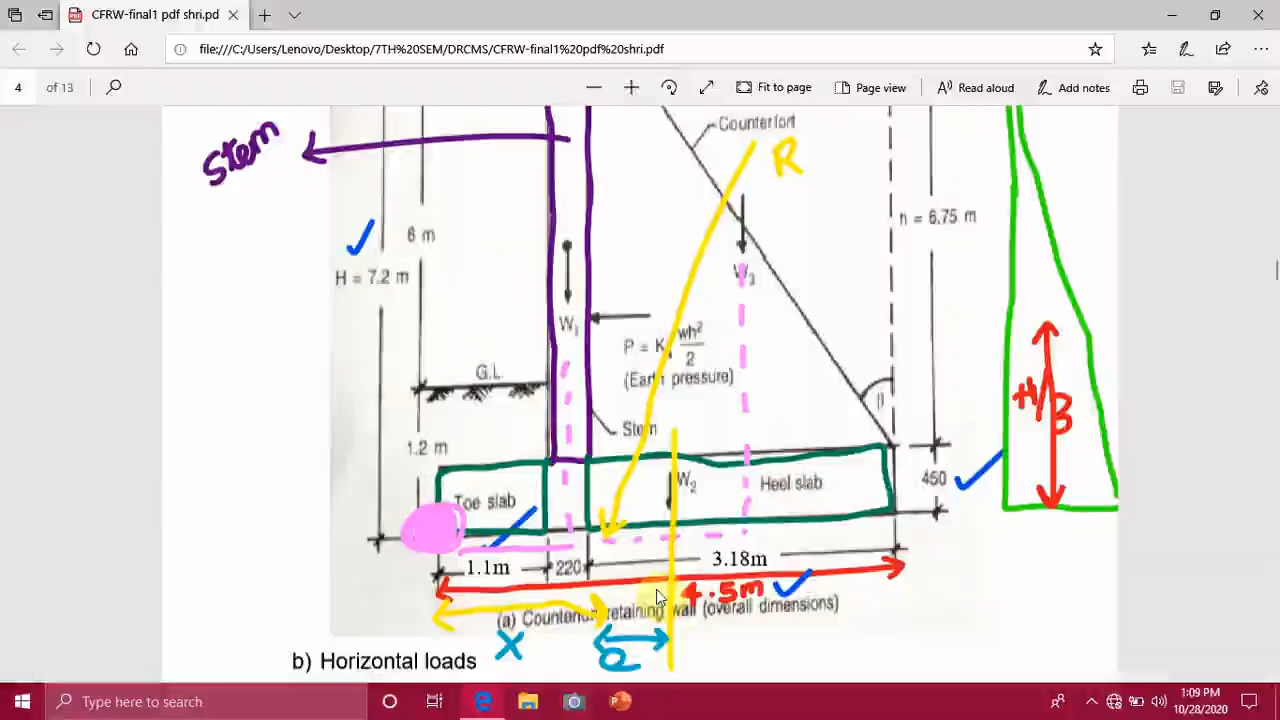 CFRW-final1 pdf shri.pd
file:///C:/Users/Lenovo/Desktop/7TH%20SEM/DRCMS/CFRW-final1%20pdf%20shri.pdf
4 of 13
Fit to page
Page view
Read aloud
Add notes
Stem
Counterfort
R
6 m
h = 6.75 m
H = 7.2 m
W3
W1
P = K wh²
2
(Earth pressure)
H/3
G.L.
β
Stem
1.2 m
W2
450
Toe slab
Heel slab
1.1m
220
3.18m
4.5m
(a) Counterfort retaining wall (overall dimensions)
X
e
b) Horizontal loads
Type here to search
1:09 PM
10/28/2020